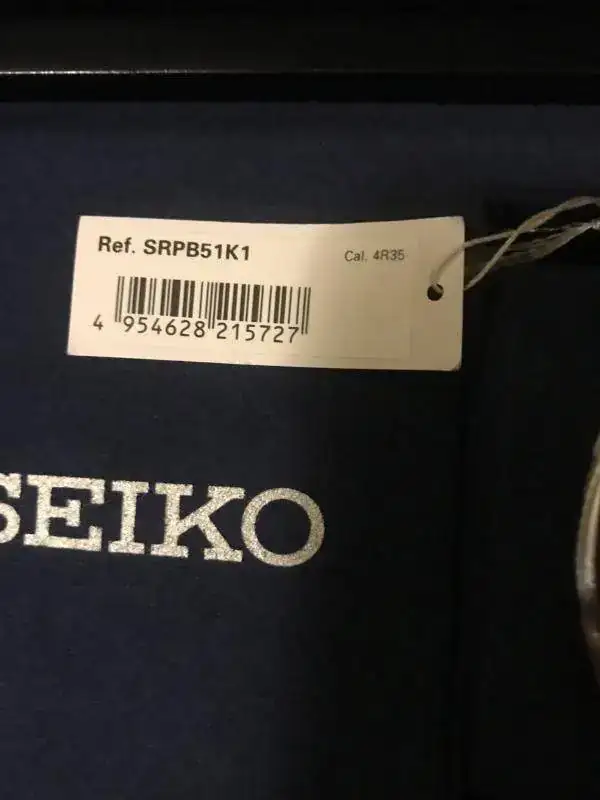 Ref. SRPB51K1
Cal. 4R35
4 954628 215727
SEIKO